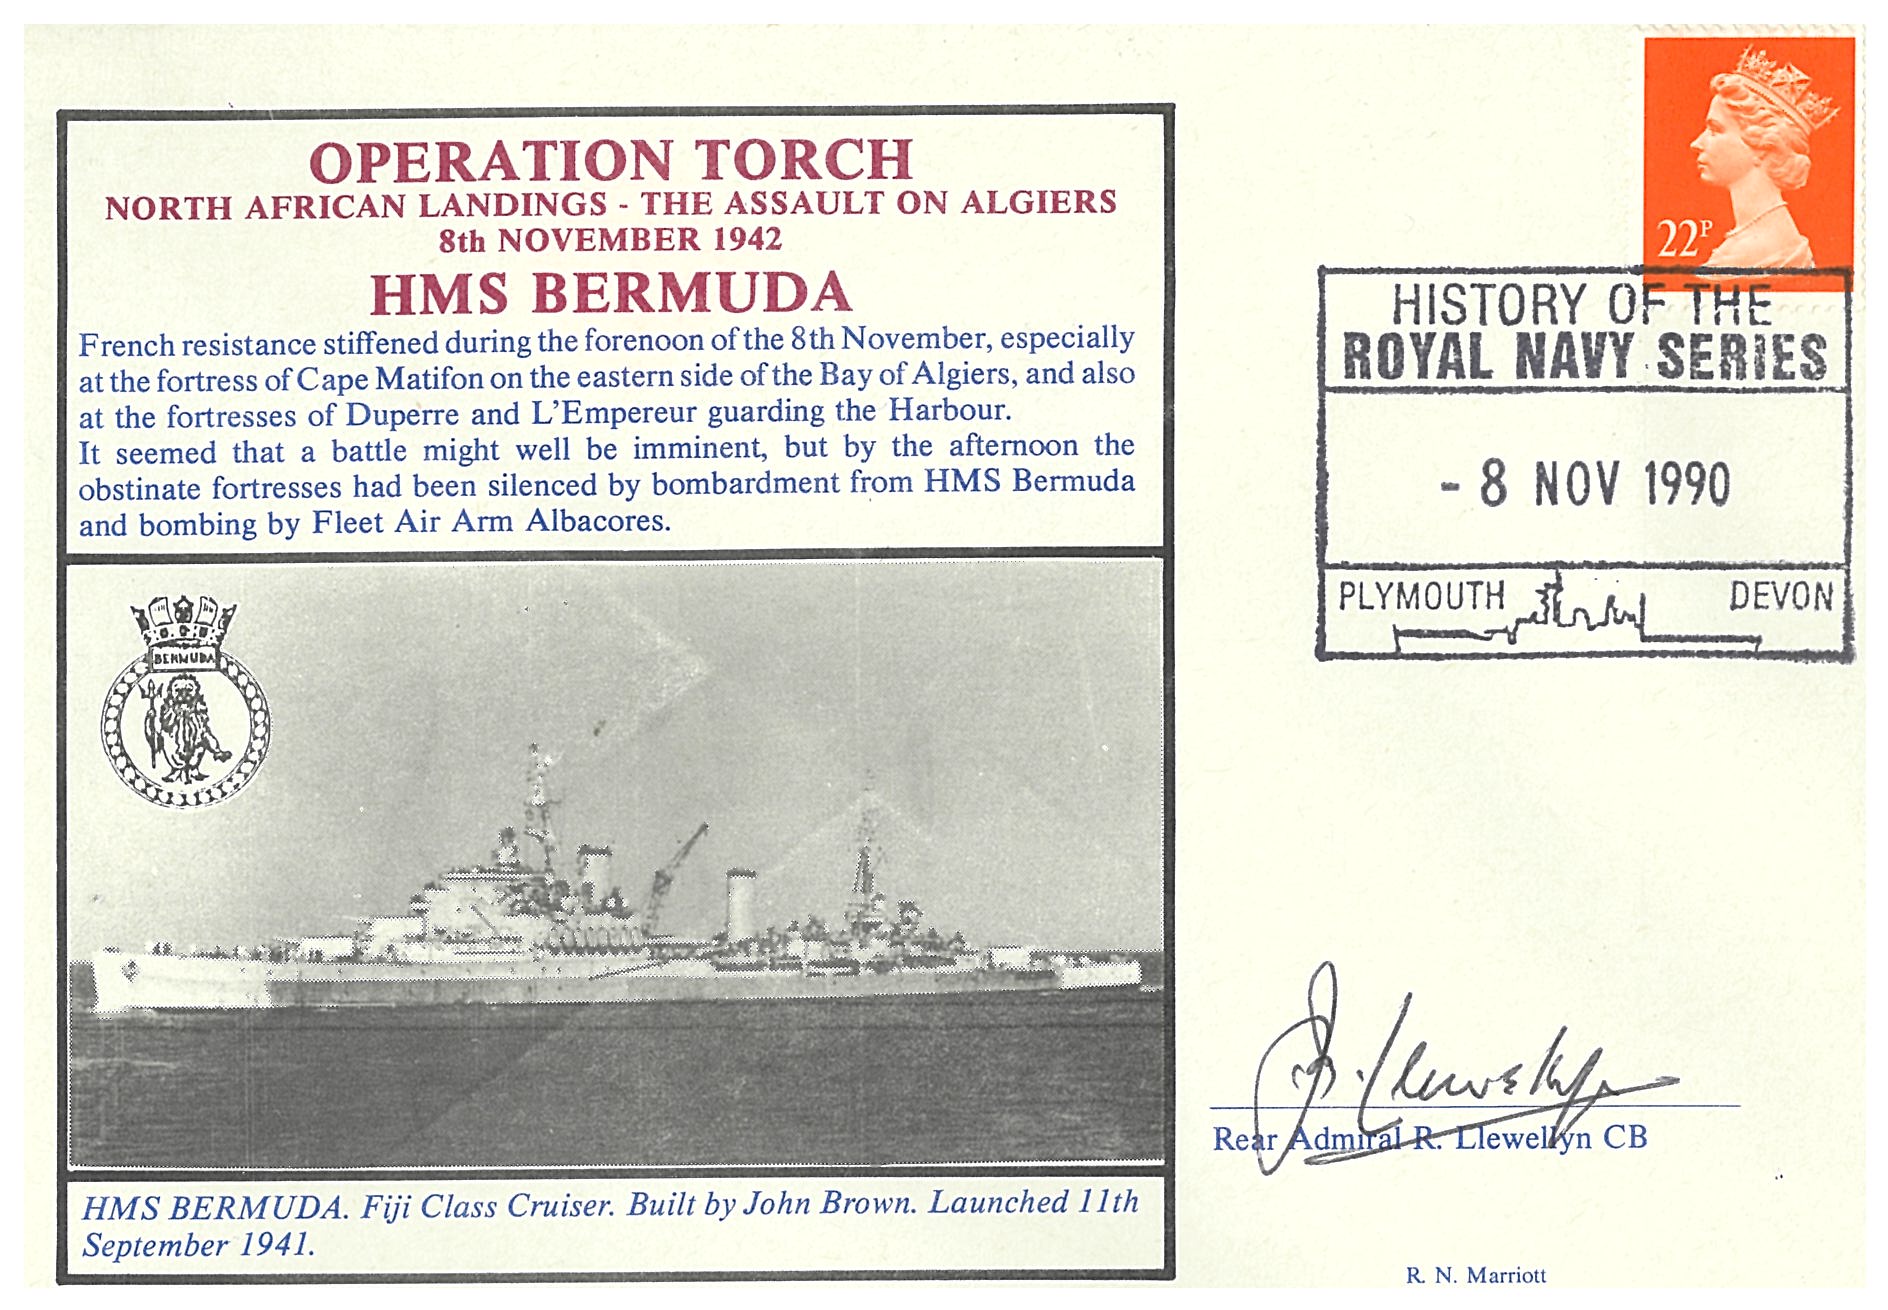 OPERATION TORCH
NORTH AFRICAN LANDINGS - THE ASSAULT ON ALGIERS
8th NOVEMBER 1942
HMS BERMUDA
French resistance stiffened during the forenoon of the 8th November, especially
at the fortress of Cape Matifon on the eastern side of the Bay of Algiers, and also
at the fortresses of Duperre and L'Empereur guarding the Harbour.
It seemed that a battle might well be imminent, but by the afternoon the
obstinate fortresses had been silenced by bombardment from HMS Bermuda
and bombing by Fleet Air Arm Albacores.
BERMUDA
HMS BERMUDA. Fiji Class Cruiser. Built by John Brown. Launched 11th
September 1941.
22P
HISTORY OF THE
ROYAL NAVY SERIES
- 8 NOV 1990
PLYMOUTH DEVON
R. Llewellyn
Rear Admiral R. Llewellyn CB
R. N. Marriott